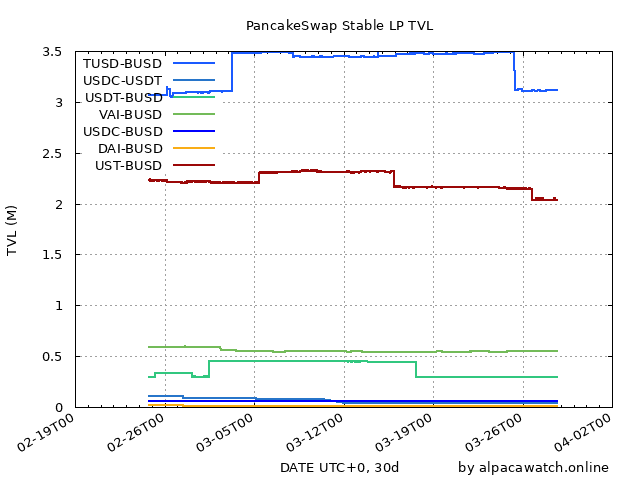 PancakeSwap Stable LP TVL
TUSD-BUSD
USDC-USDT
USDT-BUSD
VAI-BUSD
USDC-BUSD
DAI-BUSD
UST-BUSD
TVL (M)
3.5
3
2.5
2
1.5
1
0.5
0
02-19T00
02-26T00
03-05T00
03-12T00
03-19T00
03-26T00
04-02T00
DATE UTC+0, 30d
by alpacawatch.online